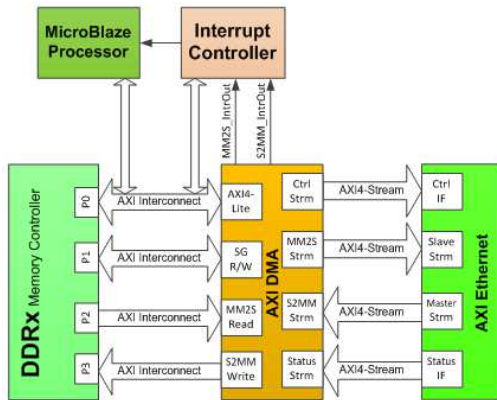 MicroBlaze
Processor
Interrupt
Controller
MM2S_IntrOut
S2MM_IntrOut
DDRx Memory Controller
P0
AXI Interconnect
AXI4-
Lite
Ctrl
Strm
AXI4-Stream
Ctrl
IF
P1
AXI Interconnect
SG
R/W
MM2S
Strm
AXI4-Stream
Slave
Strm
AXI DMA
AXI Ethernet
P2
AXI Interconnect
MM2S
Read
S2MM
Strm
AXI4-Stream
Master
Strm
P3
AXI Interconnect
S2MM
Write
Status
Strm
AXI4-Stream
Status
IF